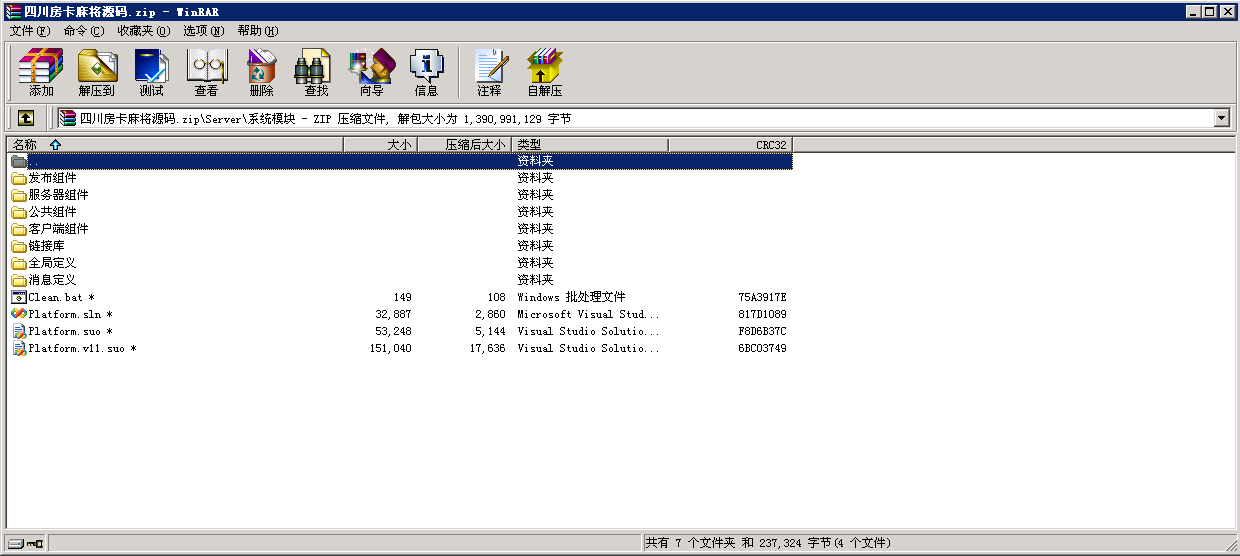 四川房卡麻将源码.zip - WinRAR
文件(F) 命令(C) 收藏夹(O) 选项(N) 帮助(H)
添加 解压到 测试 查看 删除 查找 向导 信息 注释 自解压
四川房卡麻将源码.zip\Server\系统模块 - ZIP 压缩文件, 解包大小为 1,390,991,129 字节
名称 大小 压缩后大小 类型 CRC32
.. 资料夹
发布组件 资料夹
服务器组件 资料夹
公共组件 资料夹
客户端组件 资料夹
链接库 资料夹
全局定义 资料夹
消息定义 资料夹
Clean.bat * 149 108 Windows 批处理文件 75A3917E
Platform.sln * 32,887 2,860 Microsoft Visual Stud... 817D1089
Platform.suo * 53,248 5,144 Visual Studio Solutio... F8D6B37C
Platform.v11.suo * 151,040 17,636 Visual Studio Solutio... 6BC03749
共有 7 个文件夹 和 237,324 字节(4 个文件)